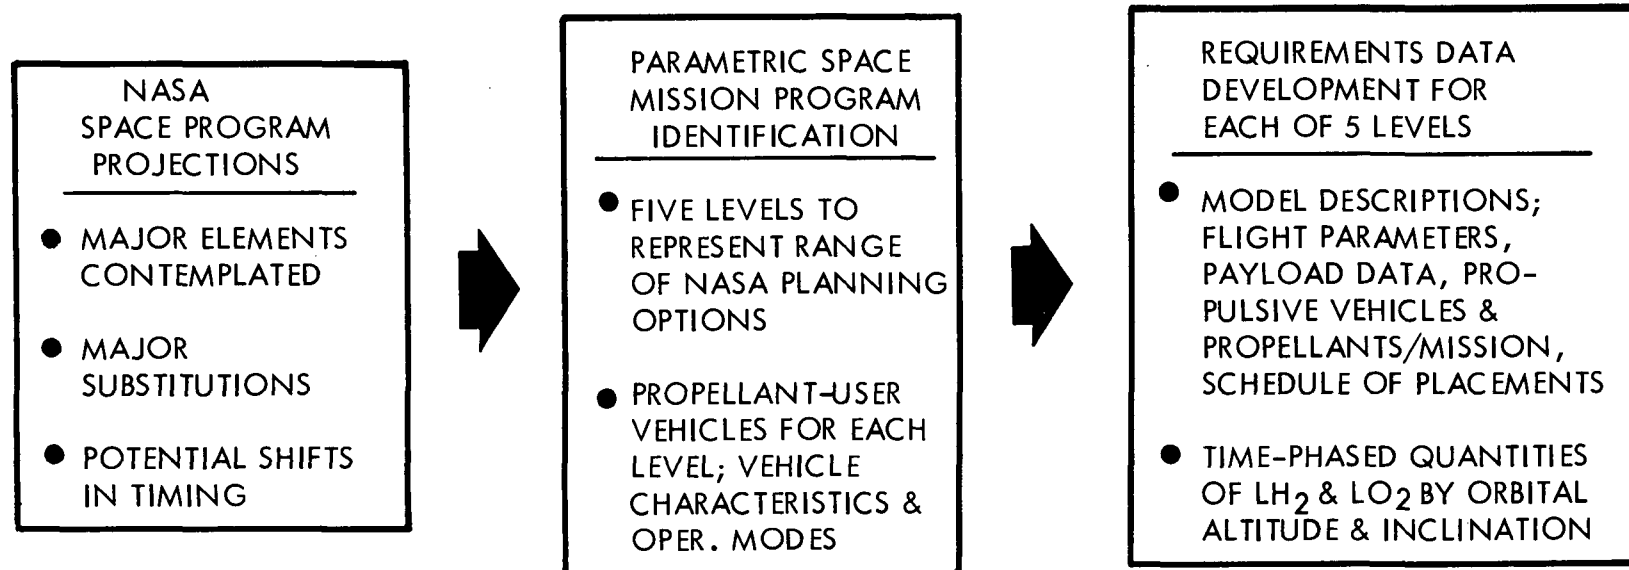 NASA
SPACE PROGRAM
PROJECTIONS
● MAJOR ELEMENTS
CONTEMPLATED
● MAJOR
SUBSTITUTIONS
● POTENTIAL SHIFTS
IN TIMING
PARAMETRIC SPACE
MISSION PROGRAM
IDENTIFICATION
● FIVE LEVELS TO
REPRESENT RANGE
OF NASA PLANNING
OPTIONS
● PROPELLANT-USER
VEHICLES FOR EACH
LEVEL; VEHICLE
CHARACTERISTICS &
OPER. MODES
REQUIREMENTS DATA
DEVELOPMENT FOR
EACH OF 5 LEVELS
● MODEL DESCRIPTIONS;
FLIGHT PARAMETERS,
PAYLOAD DATA, PRO-
PULSIVE VEHICLES &
PROPELLANTS/MISSION,
SCHEDULE OF PLACEMENTS
● TIME-PHASED QUANTITIES
OF LH₂ & LO₂ BY ORBITAL
ALTITUDE & INCLINATION